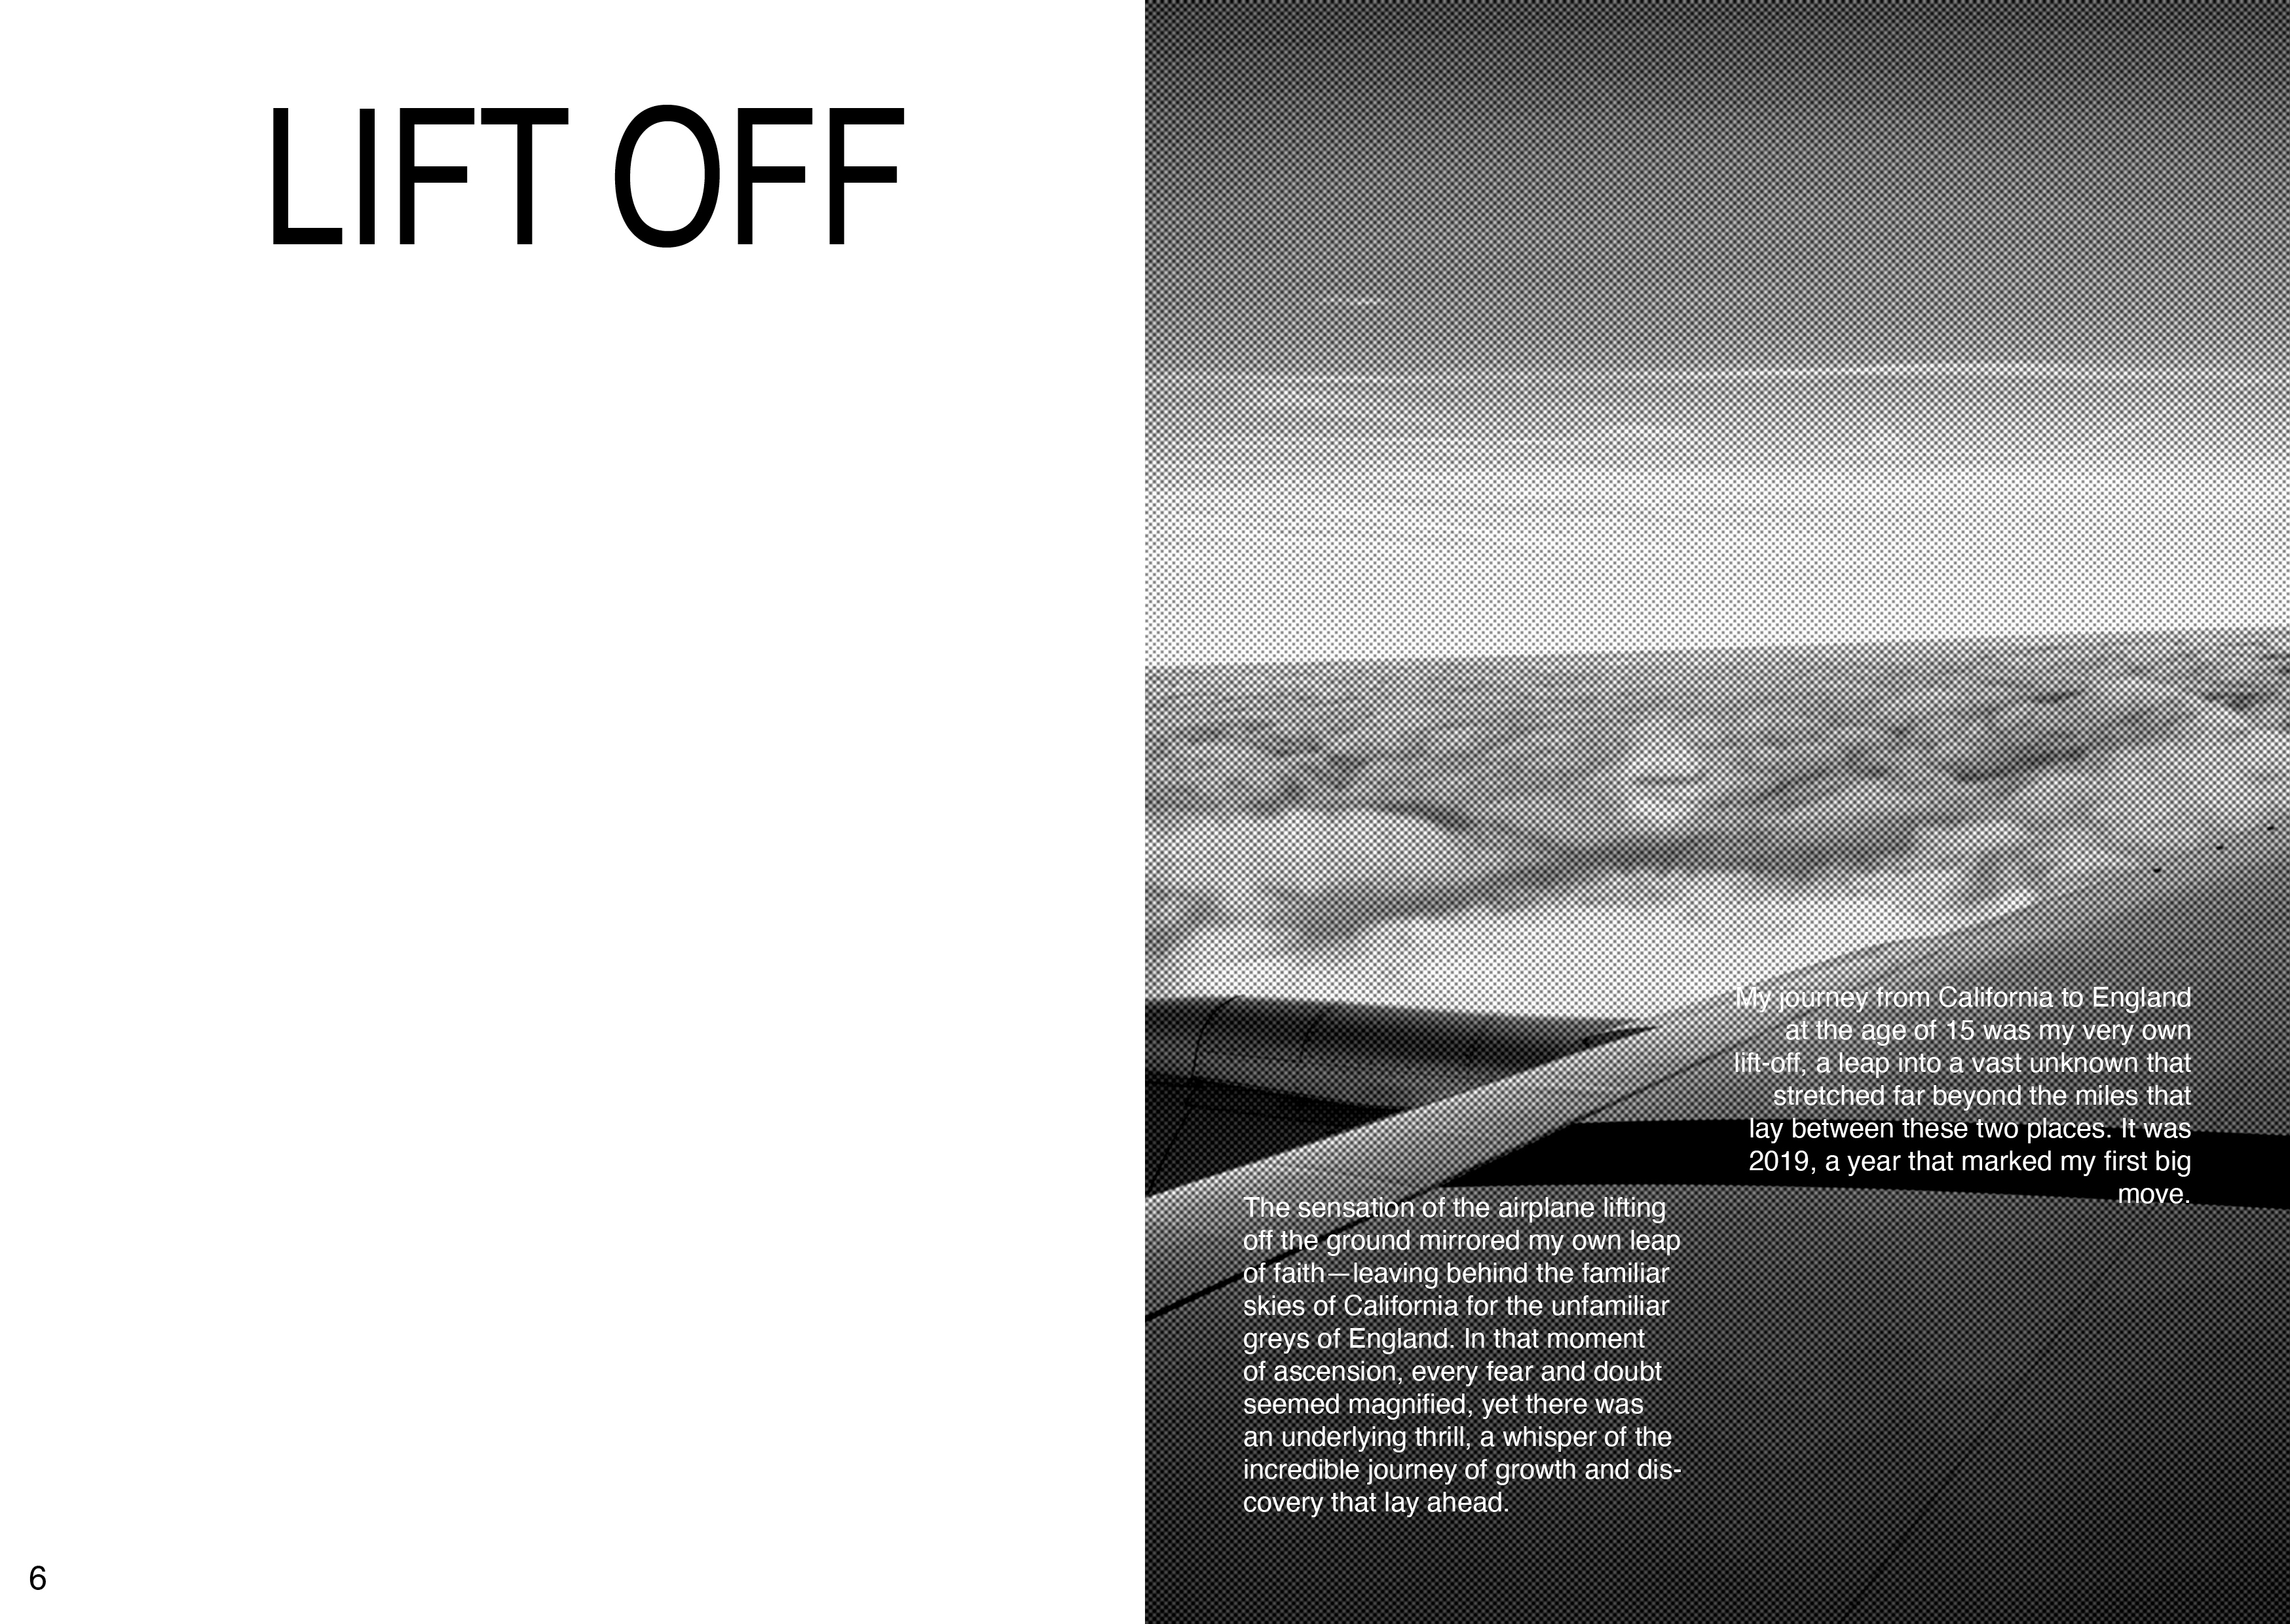 LIFT OFF
My journey from California to England
at the age of 15 was my very own
lift-off, a leap into a vast unknown that
stretched far beyond the miles that
lay between these two places. It was
2019, a year that marked my first big
move.
The sensation of the airplane lifting
off the ground mirrored my own leap
of faith—leaving behind the familiar
skies of California for the unfamiliar
greys of England. In that moment
of ascension, every fear and doubt
seemed magnified, yet there was
an underlying thrill, a whisper of the
incredible journey of growth and dis-
covery that lay ahead.
6